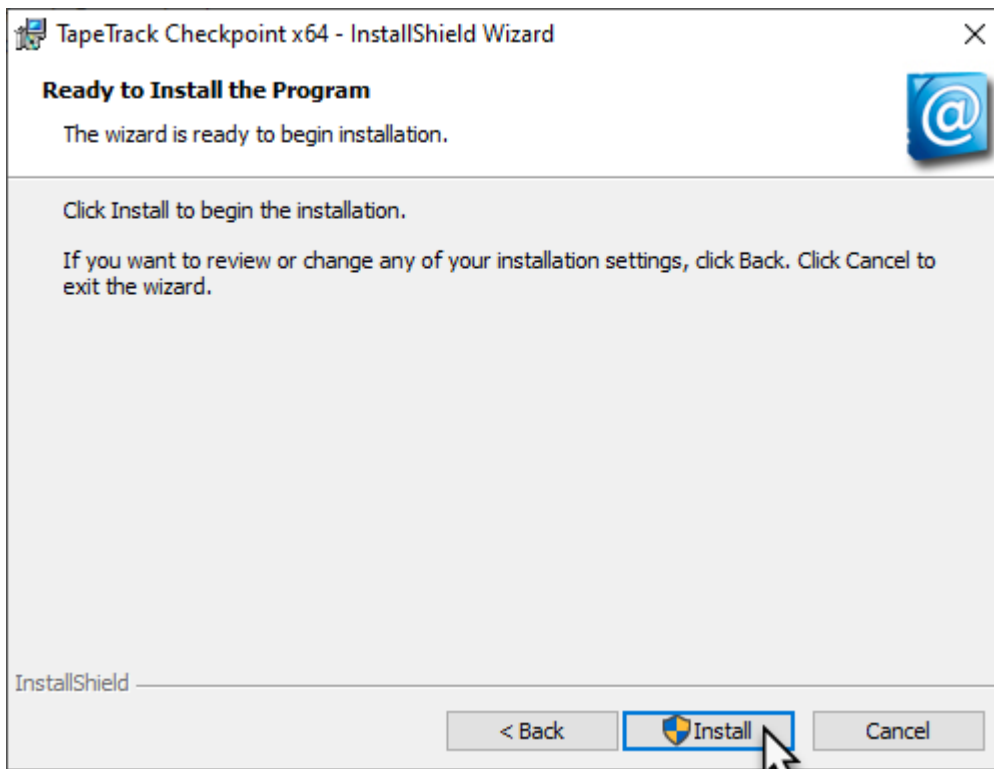 TapeTrack Checkpoint x64 - InstallShield Wizard
Ready to Install the Program
The wizard is ready to begin installation.
@
Click Install to begin the installation.
If you want to review or change any of your installation settings, click Back. Click Cancel to
exit the wizard.
InstallShield
< Back
Install
Cancel